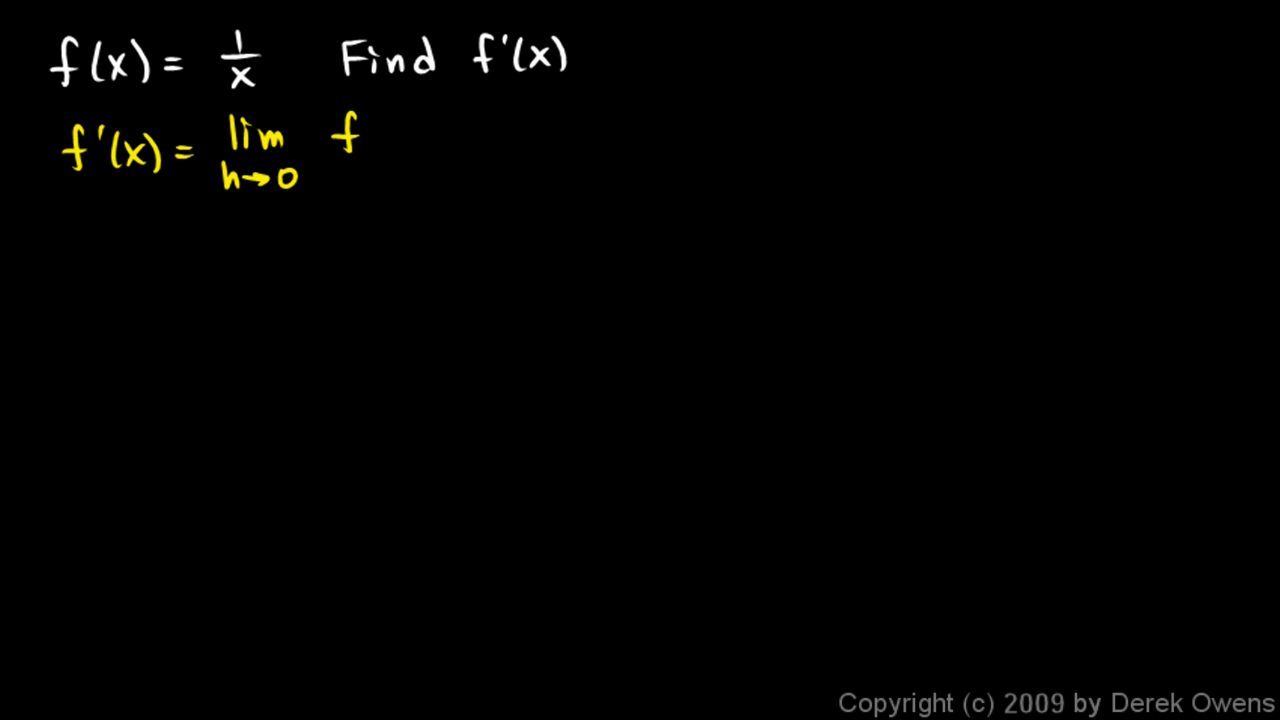 f(x) = 1/x Find f'(x)
f'(x) = lim h→0 f
Copyright (c) 2009 by Derek Owens